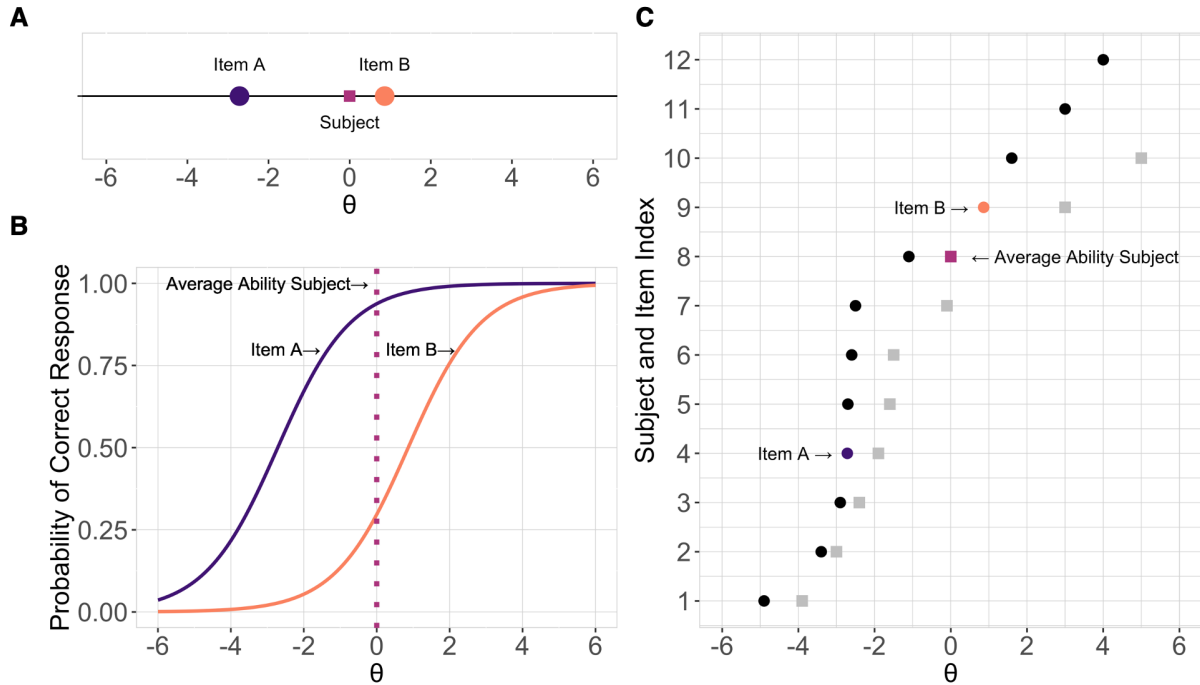 A
Item A
Item B
Subject
-6 -4 -2 0 2 4 6
θ
B
Probability of Correct Response
1.00
0.75
0.50
0.25
0.00
Average Ability Subject→
Item A→
Item B→
-6 -4 -2 0 2 4 6
θ
C
Subject and Item Index
12
11
10
9
8
7
6
5
4
3
2
1
Item B →
← Average Ability Subject
Item A →
-6 -4 -2 0 2 4 6
θ